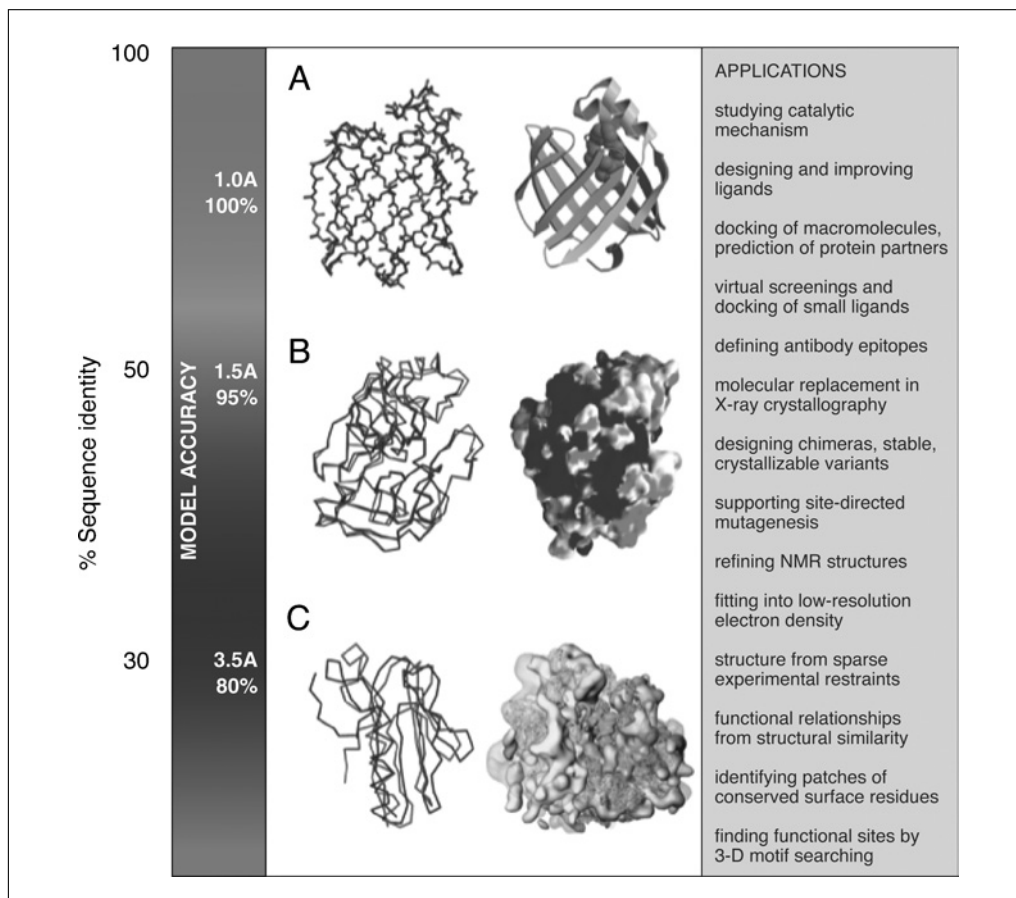 100
50
30
% Sequence identity
MODEL ACCURACY
1.0A
100%
1.5A
95%
3.5A
80%
A
B
C
APPLICATIONS
studying catalytic
mechanism
designing and improving
ligands
docking of macromolecules,
prediction of protein partners
virtual screenings and
docking of small ligands
defining antibody epitopes
molecular replacement in
X-ray crystallography
designing chimeras, stable,
crystallizable variants
supporting site-directed
mutagenesis
refining NMR structures
fitting into low-resolution
electron density
structure from sparse
experimental restraints
functional relationships
from structural similarity
identifying patches of
conserved surface residues
finding functional sites by
3-D motif searching